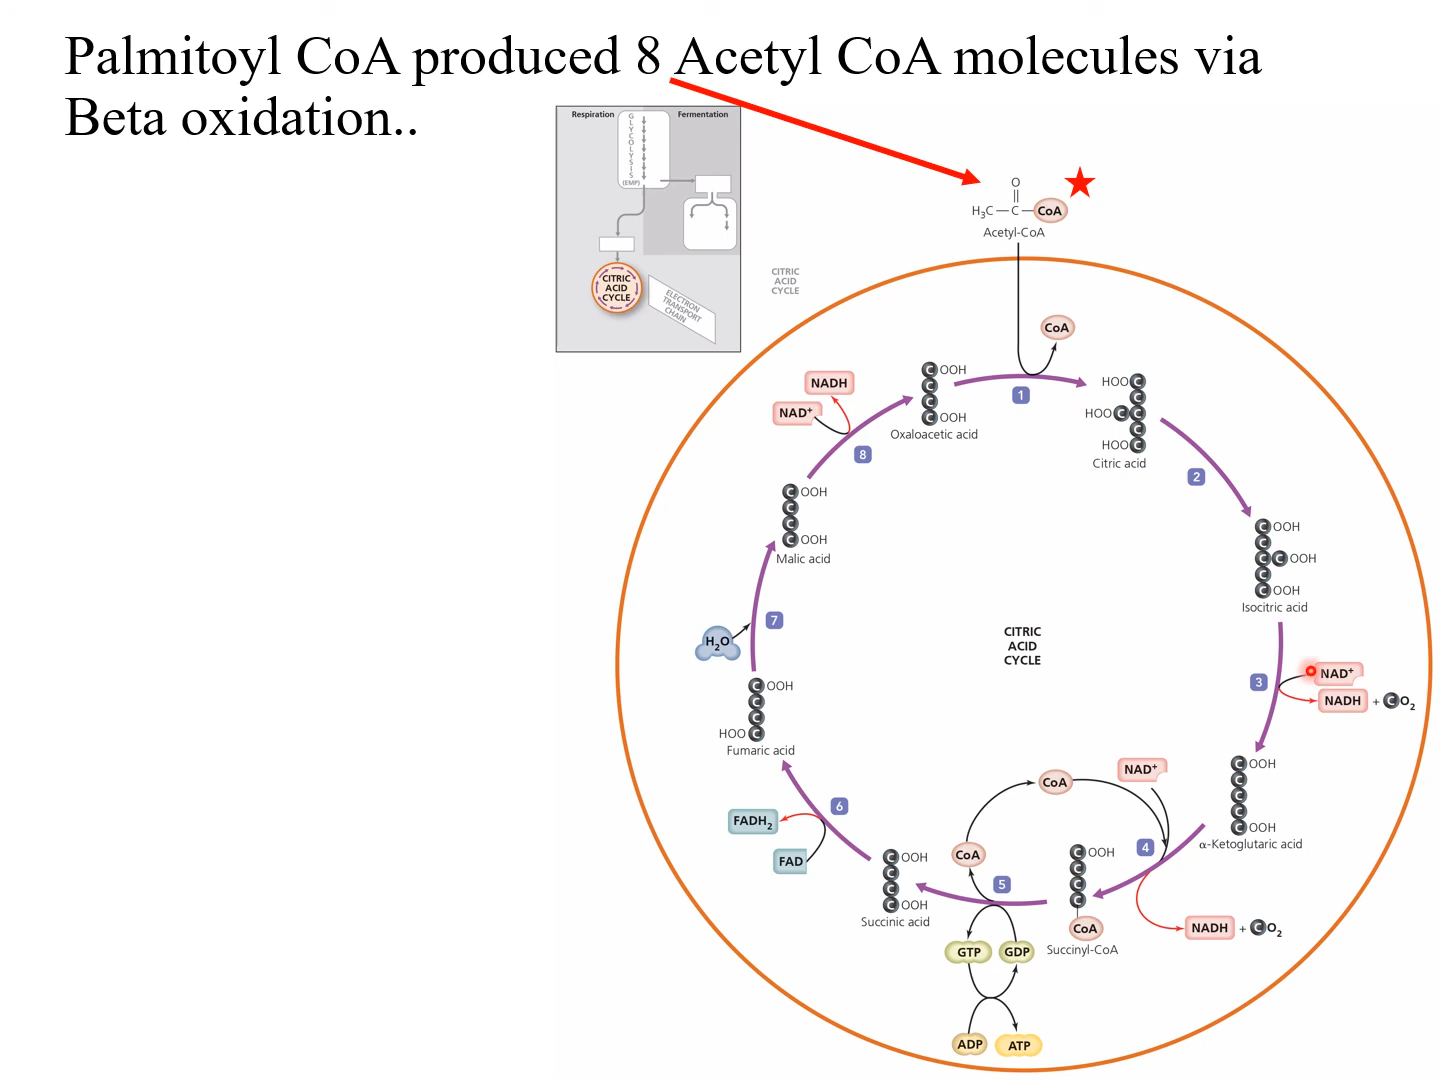 Palmitoyl CoA produced 8 Acetyl CoA molecules via
Beta oxidation..
Respiration
Fermentation
GLYCOLYSIS
(EMP)
CITRIC
ACID
CYCLE
ELECTRON
TRANSPORT
CHAIN
CITRIC
ACID
CYCLE
O
H3C—C—CoA
Acetyl-CoA
CoA
1
C OOH
C
C
C OOH
Oxaloacetic acid
HOO C
C
HOO C C
C
HOO C
Citric acid
2
C OOH
C
C C OOH
C
C OOH
Isocitric acid
3
NAD+
NADH + CO2
C OOH
C
C
C
C OOH
α-Ketoglutaric acid
4
NAD+
NADH + CO2
CoA
CoA
C OOH
C
C
C
CoA
Succinyl-CoA
5
GTP
GDP
ADP
ATP
C OOH
C
C
C OOH
Succinic acid
6
FADH2
FAD
C OOH
C
C
HOO C
Fumaric acid
7
H2O
C OOH
C
C
C OOH
Malic acid
8
NADH
NAD+
CITRIC
ACID
CYCLE